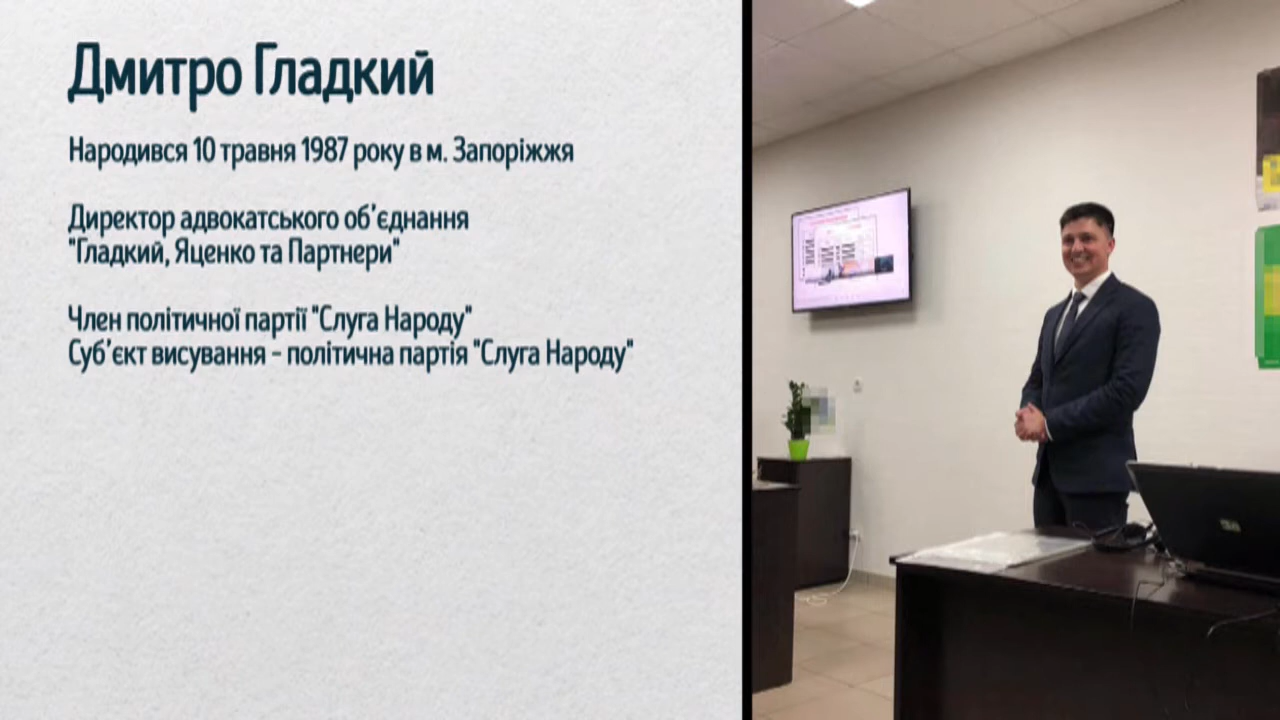 Дмитро Гладкий
Народився 10 травня 1987 року в м. Запоріжжя
Директор адвокатського об’єднання
"Гладкий, Яценко та Партнери"
Член політичної партії "Слуга Народу"
Суб’єкт висування - політична партія "Слуга Народу"